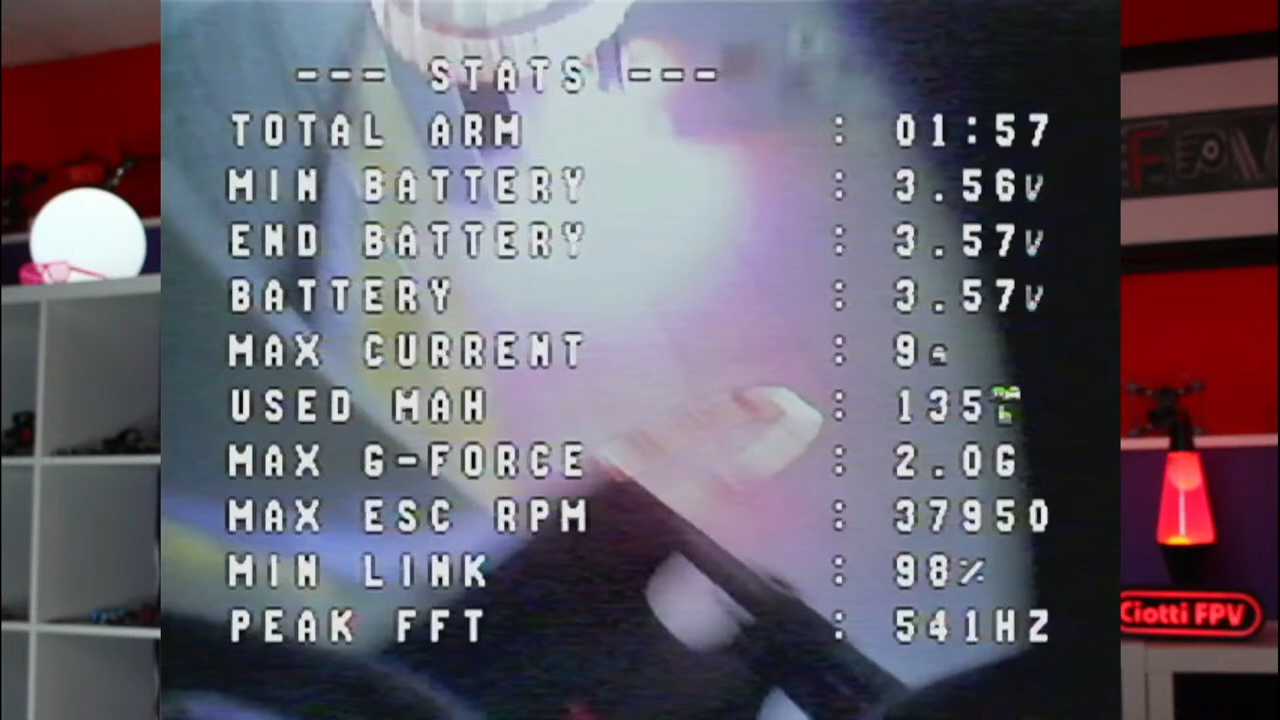 --- STATS ---
TOTAL ARM : 01:57
MIN BATTERY : 3.56V
END BATTERY : 3.57V
BATTERY : 3.57V
MAX CURRENT : 9A
USED MAH : 135
MAX G-FORCE : 2.0G
MAX ESC RPM : 37950
MIN LINK : 98%
PEAK FFT : 541HZ
FPV
Ciotti FPV